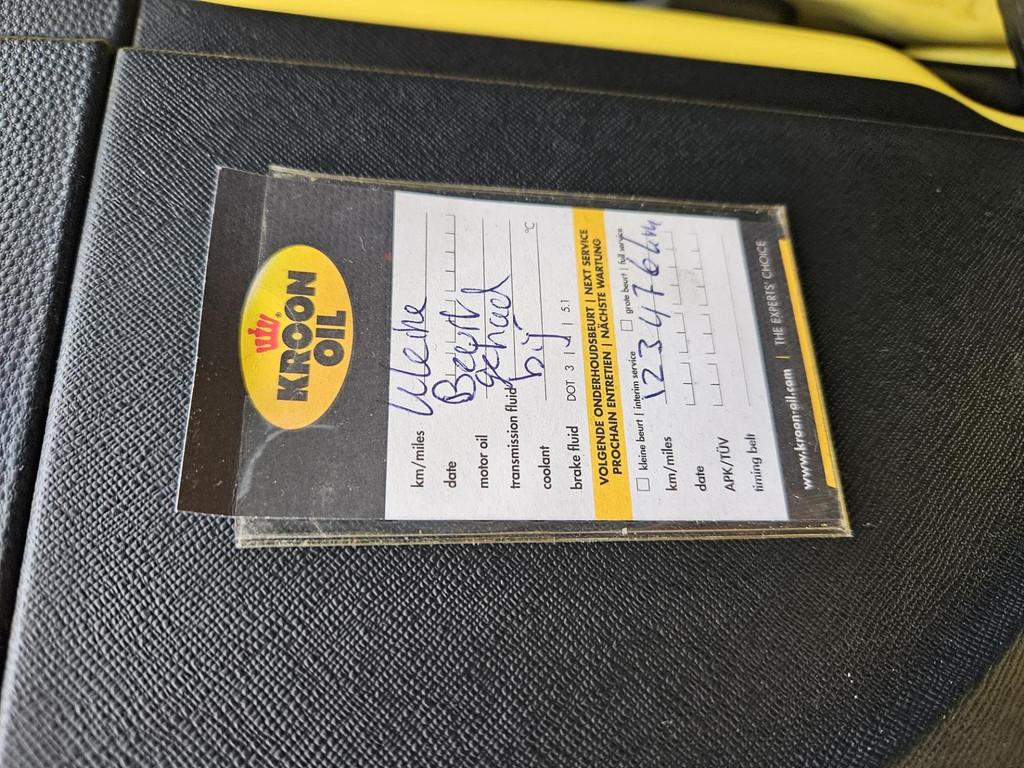 KROON
OIL
km/miles
Kleine
date
Beurt
motor oil
gehad
transmission fluid
bij
coolant °C
brake fluid DOT 3 | 4 | 5.1
VOLGENDE ONDERHOUDSBEURT | NEXT SERVICE
PROCHAIN ENTRETIEN | NÄCHSTE WARTUNG
kleine beurt | interim service grote beurt | full service
km/miles 123476 km
date
APK/TÜV
timing belt
www.kroon-oil.com | THE EXPERTS' CHOICE